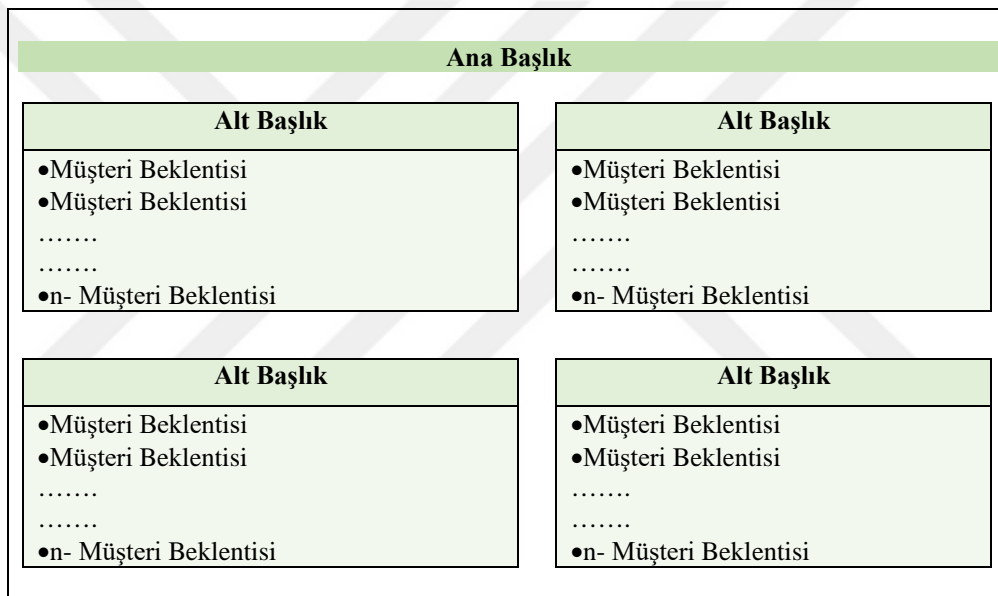 Ana Başlık
Alt Başlık
•Müşteri Beklentisi
•Müşteri Beklentisi
…….
…….
•n- Müşteri Beklentisi
Alt Başlık
•Müşteri Beklentisi
•Müşteri Beklentisi
…….
…….
•n- Müşteri Beklentisi
Alt Başlık
•Müşteri Beklentisi
•Müşteri Beklentisi
…….
…….
•n- Müşteri Beklentisi
Alt Başlık
•Müşteri Beklentisi
•Müşteri Beklentisi
…….
…….
•n- Müşteri Beklentisi